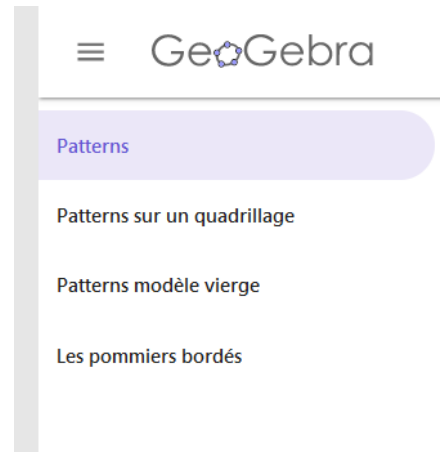 GeoGebra
Patterns
Patterns sur un quadrillage
Patterns modèle vierge
Les pommiers bordés